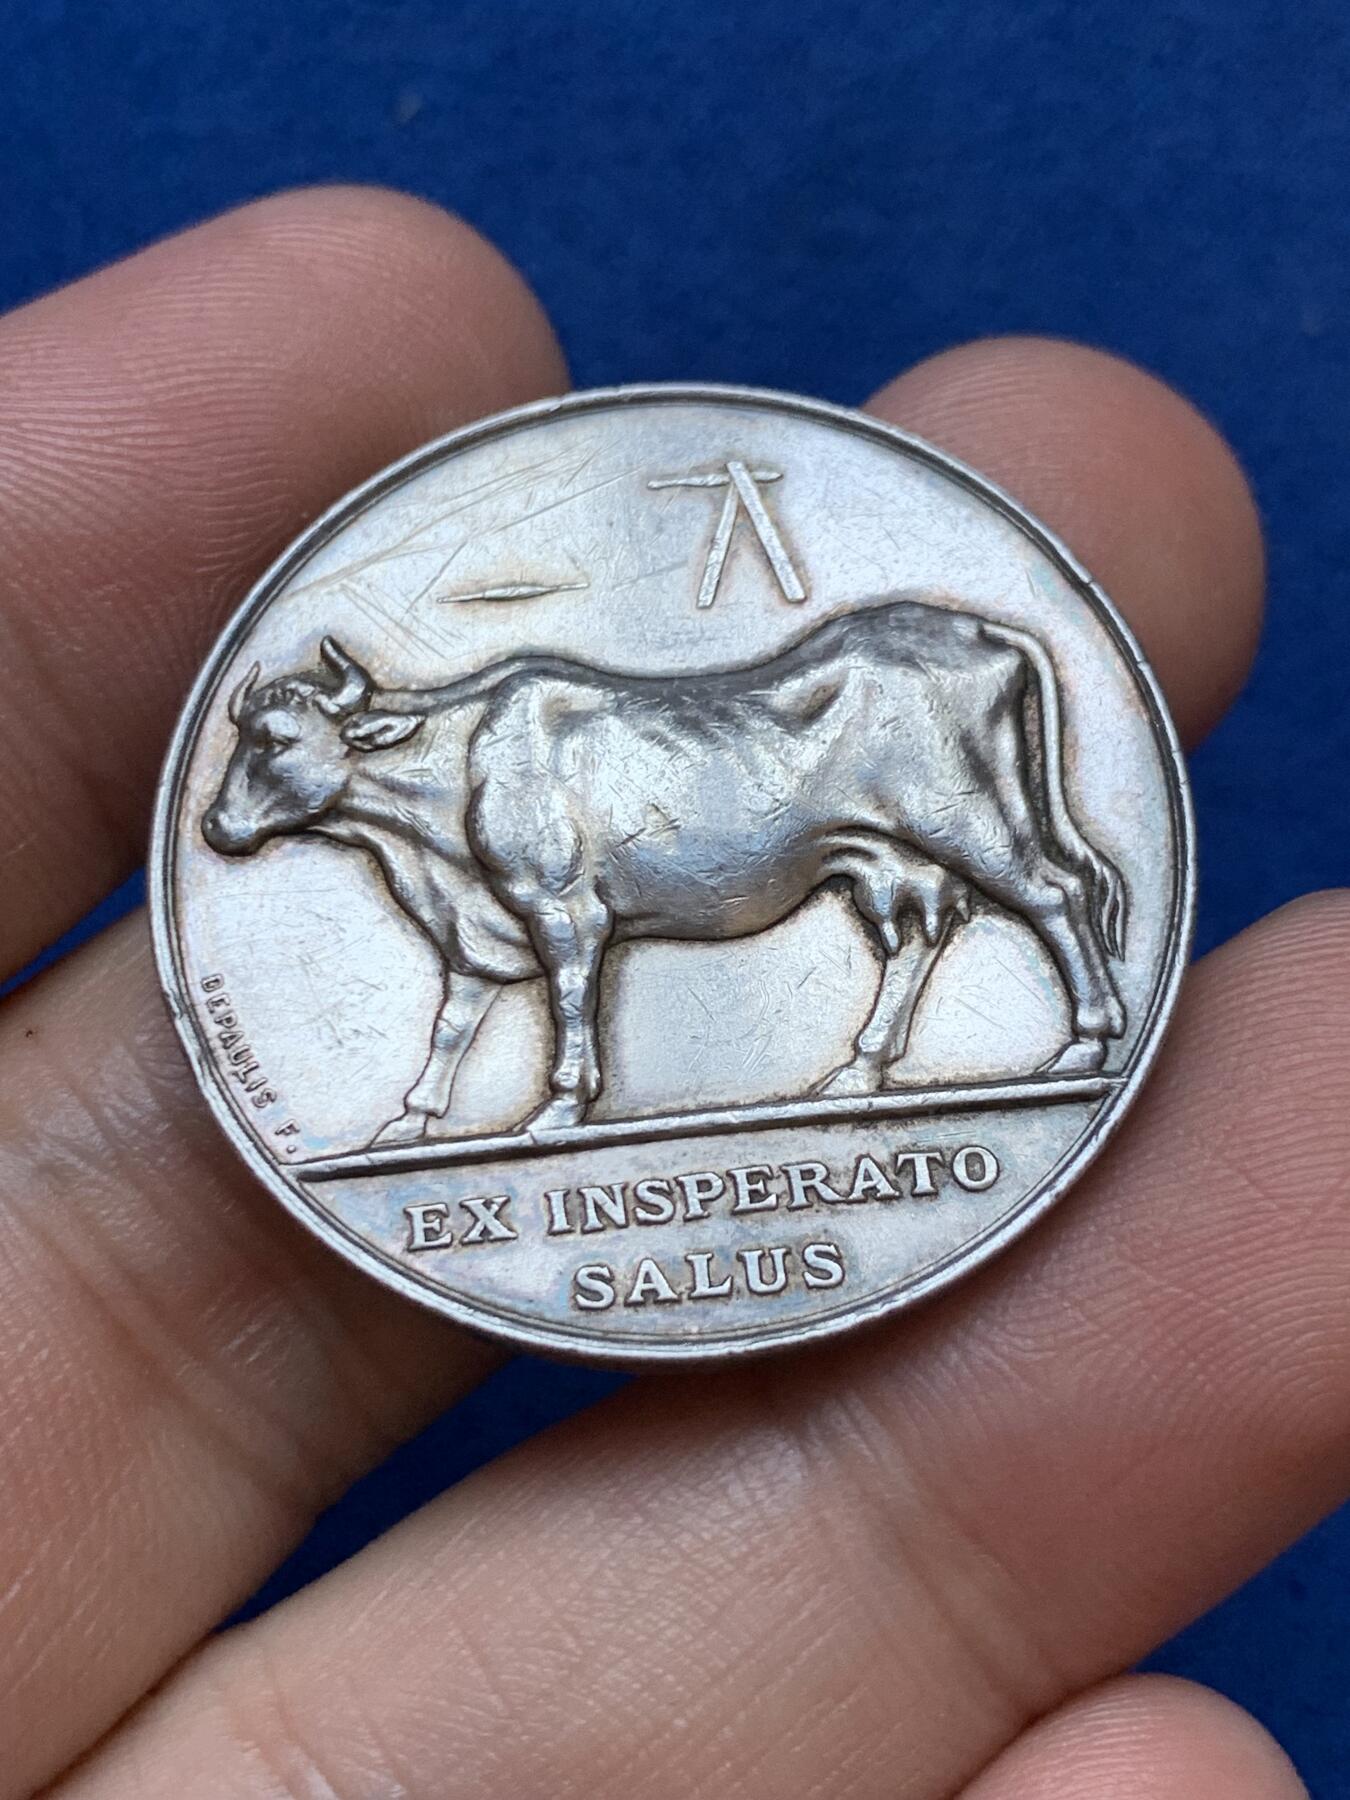 DEPAULIS F.
EX INSPERATO
SALUS